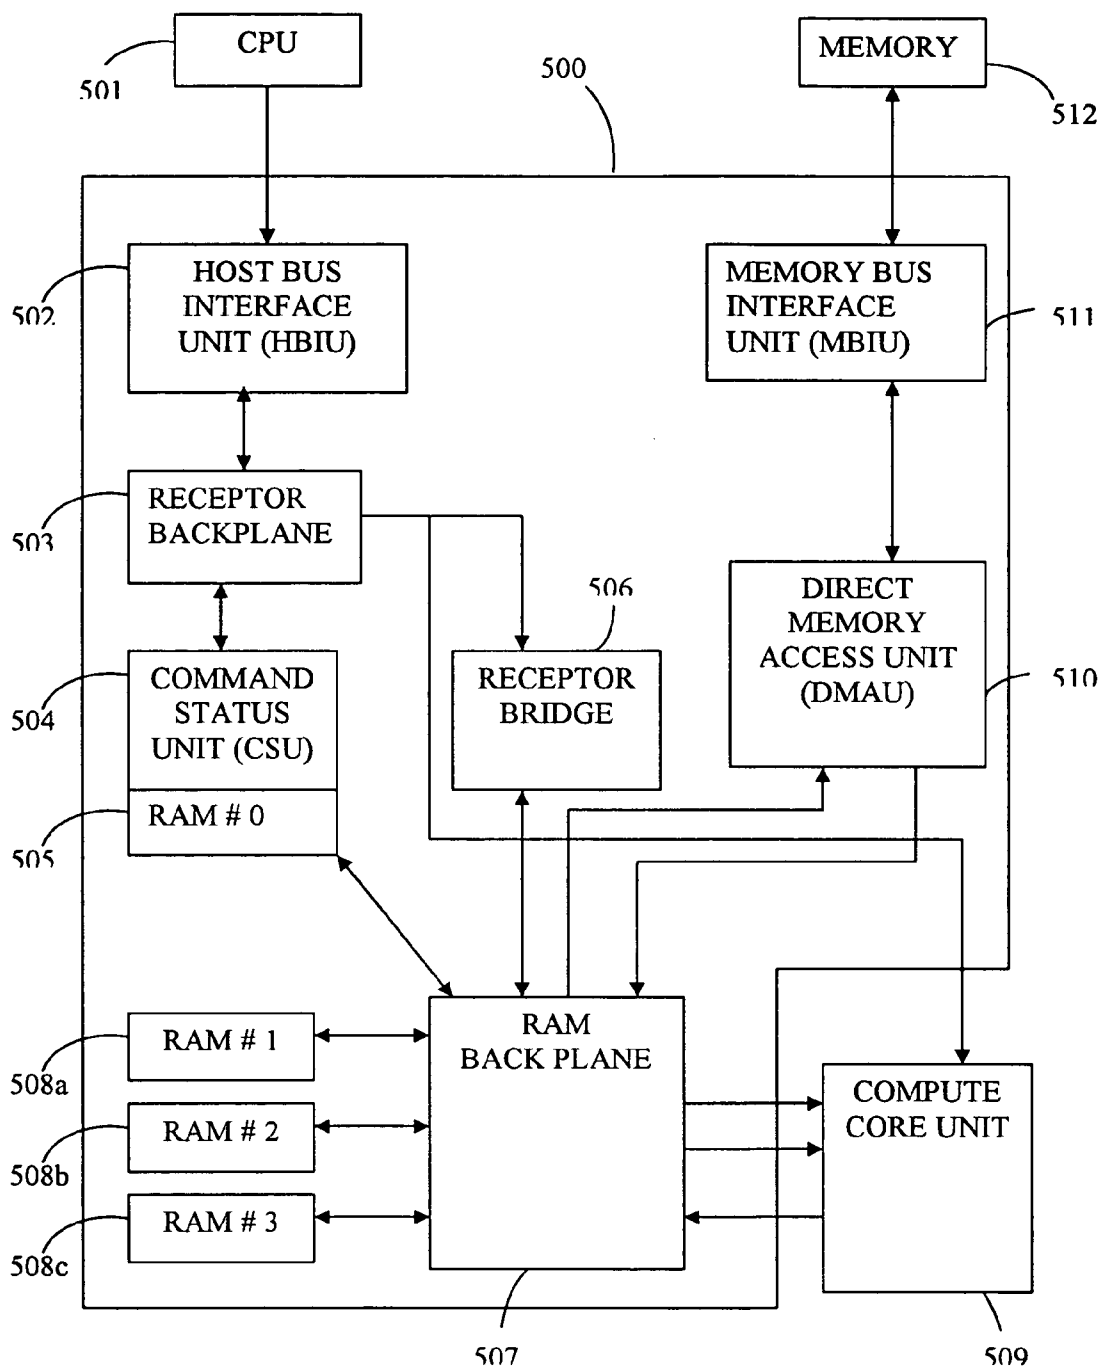 CPU
501
500
MEMORY
512
HOST BUS
INTERFACE
UNIT (HBIU)
502
MEMORY BUS
INTERFACE
UNIT (MBIU)
511
RECEPTOR
BACKPLANE
503
506
COMMAND
STATUS
UNIT (CSU)
504
RECEPTOR
BRIDGE
DIRECT
MEMORY
ACCESS UNIT
(DMAU)
510
RAM # 0
505
RAM
BACK PLANE
RAM # 1
508a
RAM # 2
508b
RAM # 3
508c
COMPUTE
CORE UNIT
507
509